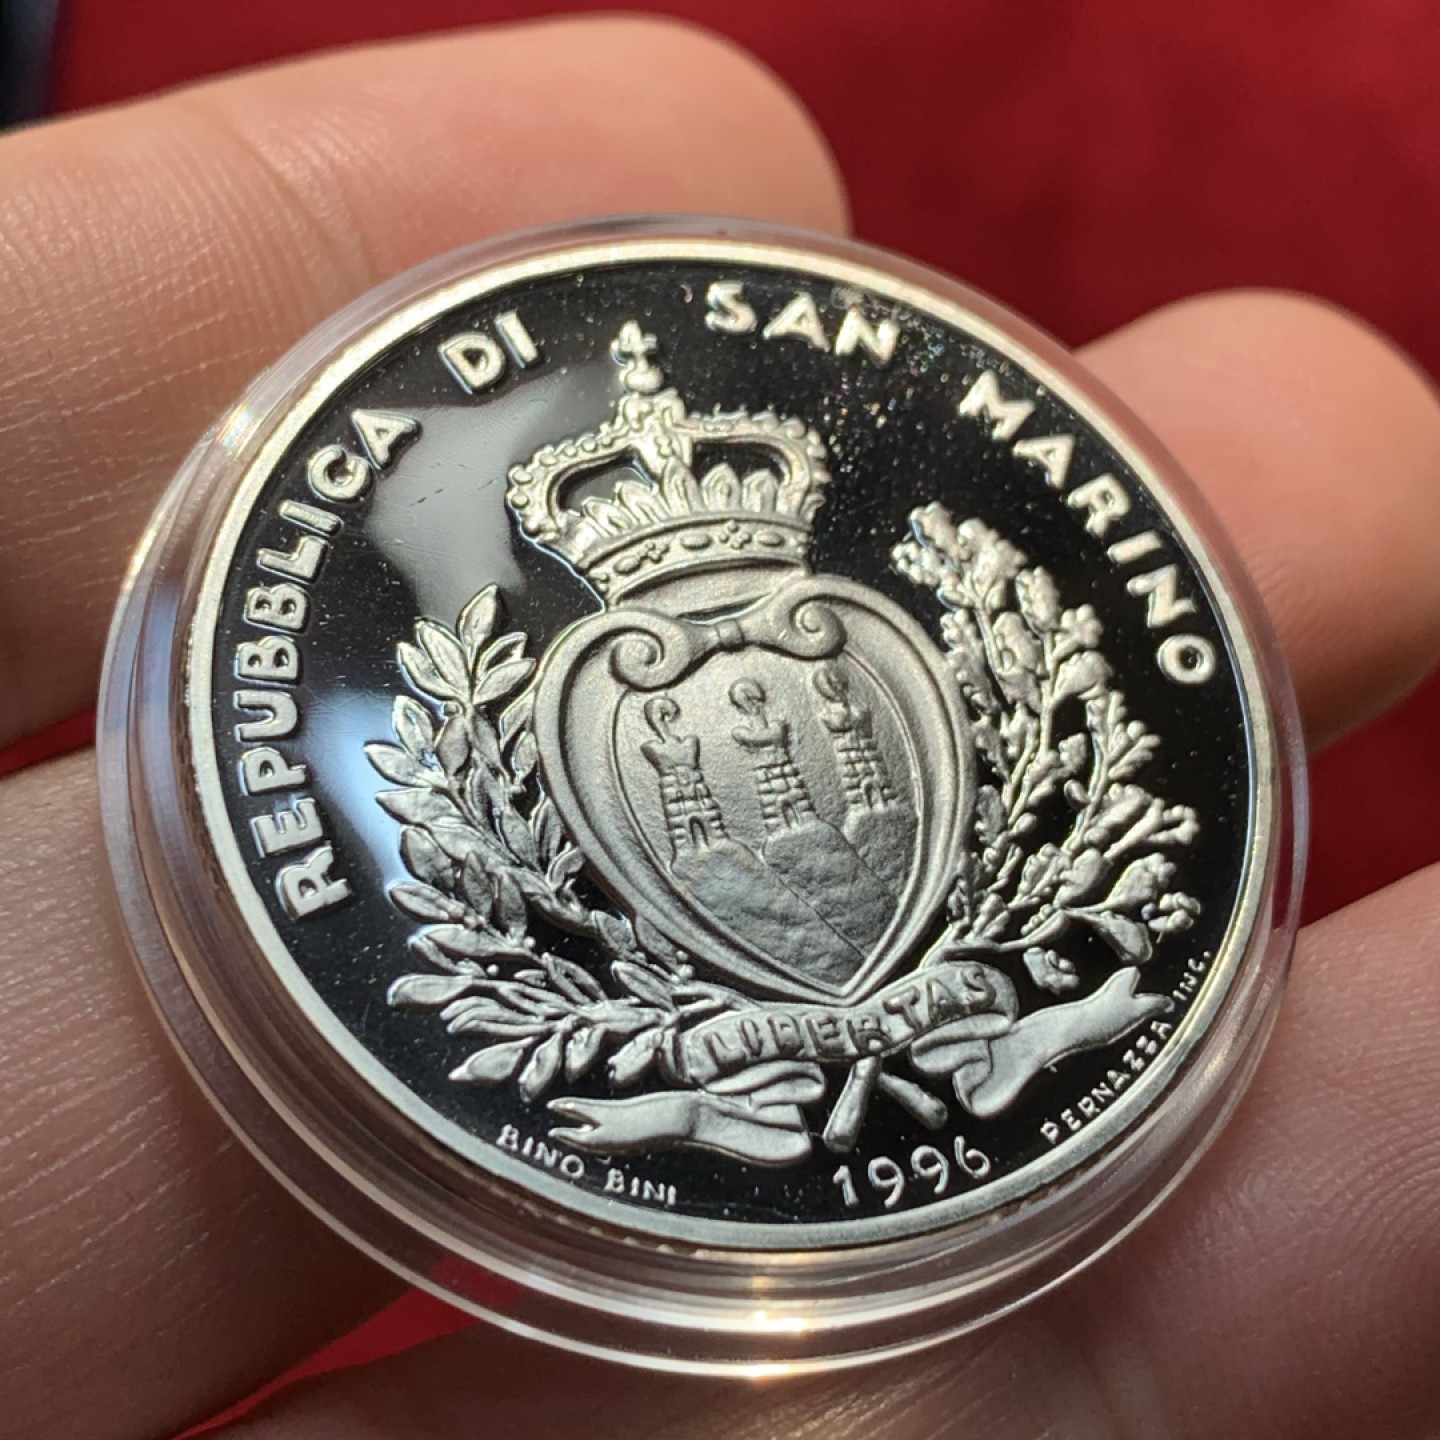 REPUBBLICA DI SAN MARINO
LIBERTAS
BINO BINI
1996
PERNAZZA INC.